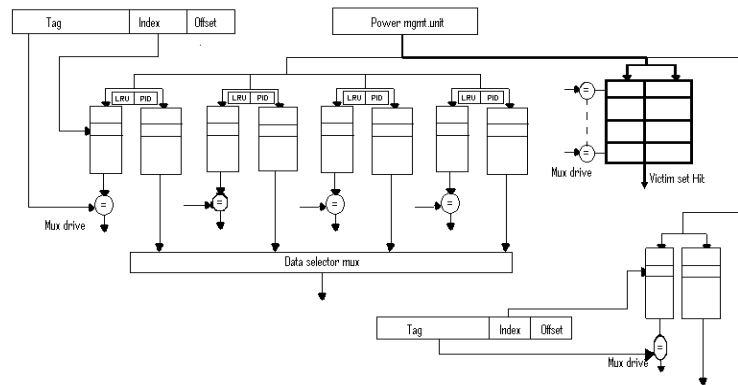 Tag Index Offset
Power mgmt.unit
LRU PID LRU PID LRU PID LRU PID
Mux drive
Mux drive
Victim set Hit
Data selector mux
Tag Index Offset
Mux drive